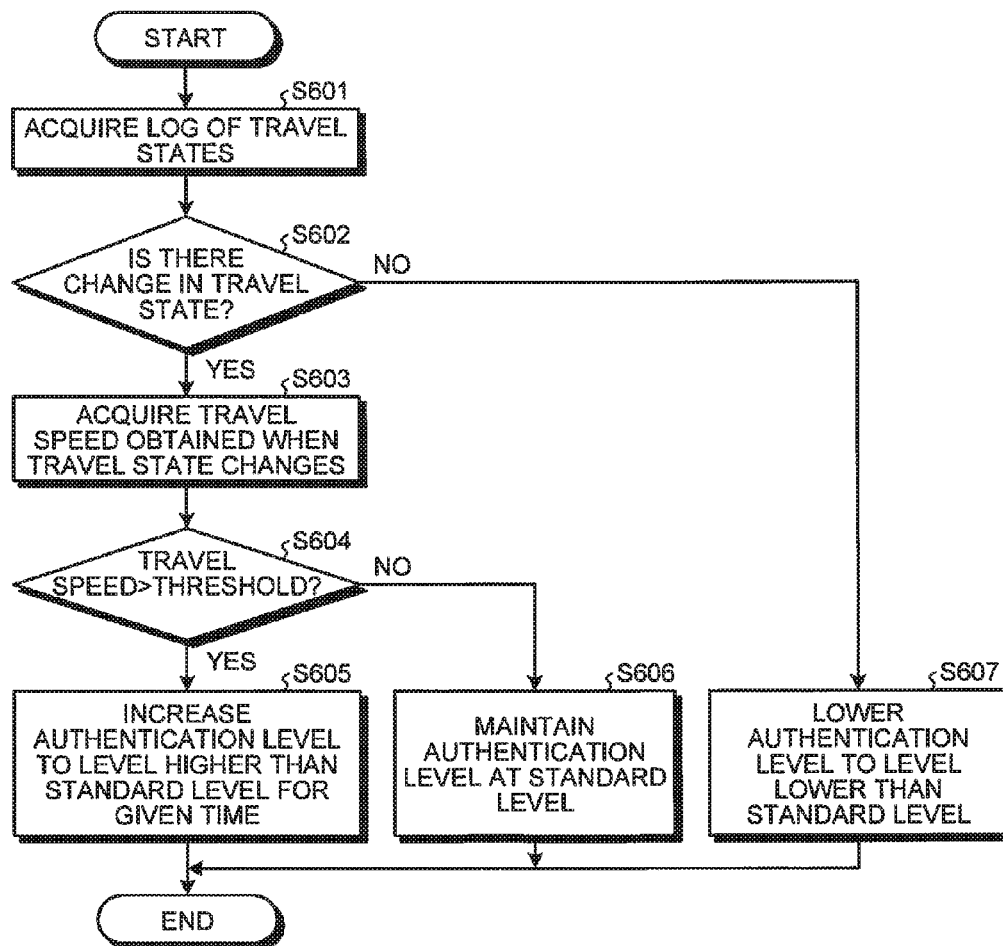 START
S601
ACQUIRE LOG OF TRAVEL
STATES
S602
IS THERE
CHANGE IN TRAVEL
STATE?
NO
YES
S603
ACQUIRE TRAVEL
SPEED OBTAINED WHEN
TRAVEL STATE CHANGES
S604
TRAVEL
SPEED>THRESHOLD?
NO
YES
S605
INCREASE
AUTHENTICATION LEVEL
TO LEVEL HIGHER THAN
STANDARD LEVEL FOR
GIVEN TIME
S606
MAINTAIN
AUTHENTICATION
LEVEL AT STANDARD
LEVEL
S607
LOWER
AUTHENTICATION
LEVEL TO LEVEL
LOWER THAN
STANDARD LEVEL
END